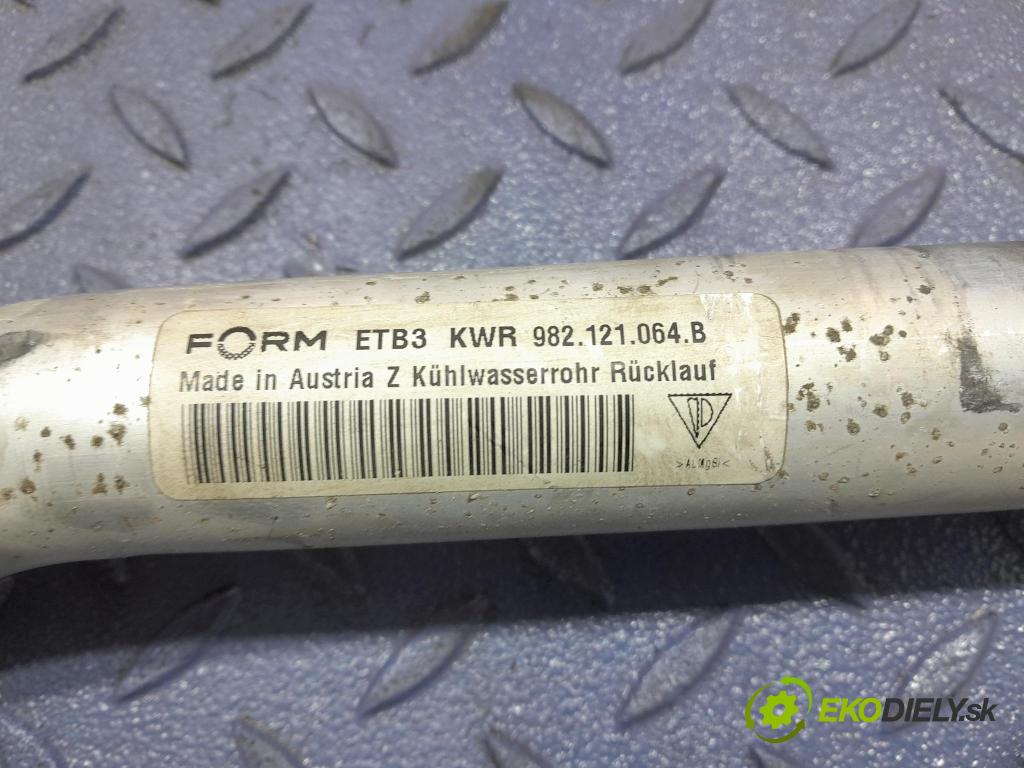 FORM ETB3 KWR 982.121.064.B
Made in Austria Z Kühlwasserrohr Rücklauf
>ALMgSi<
EKODIELY.sk